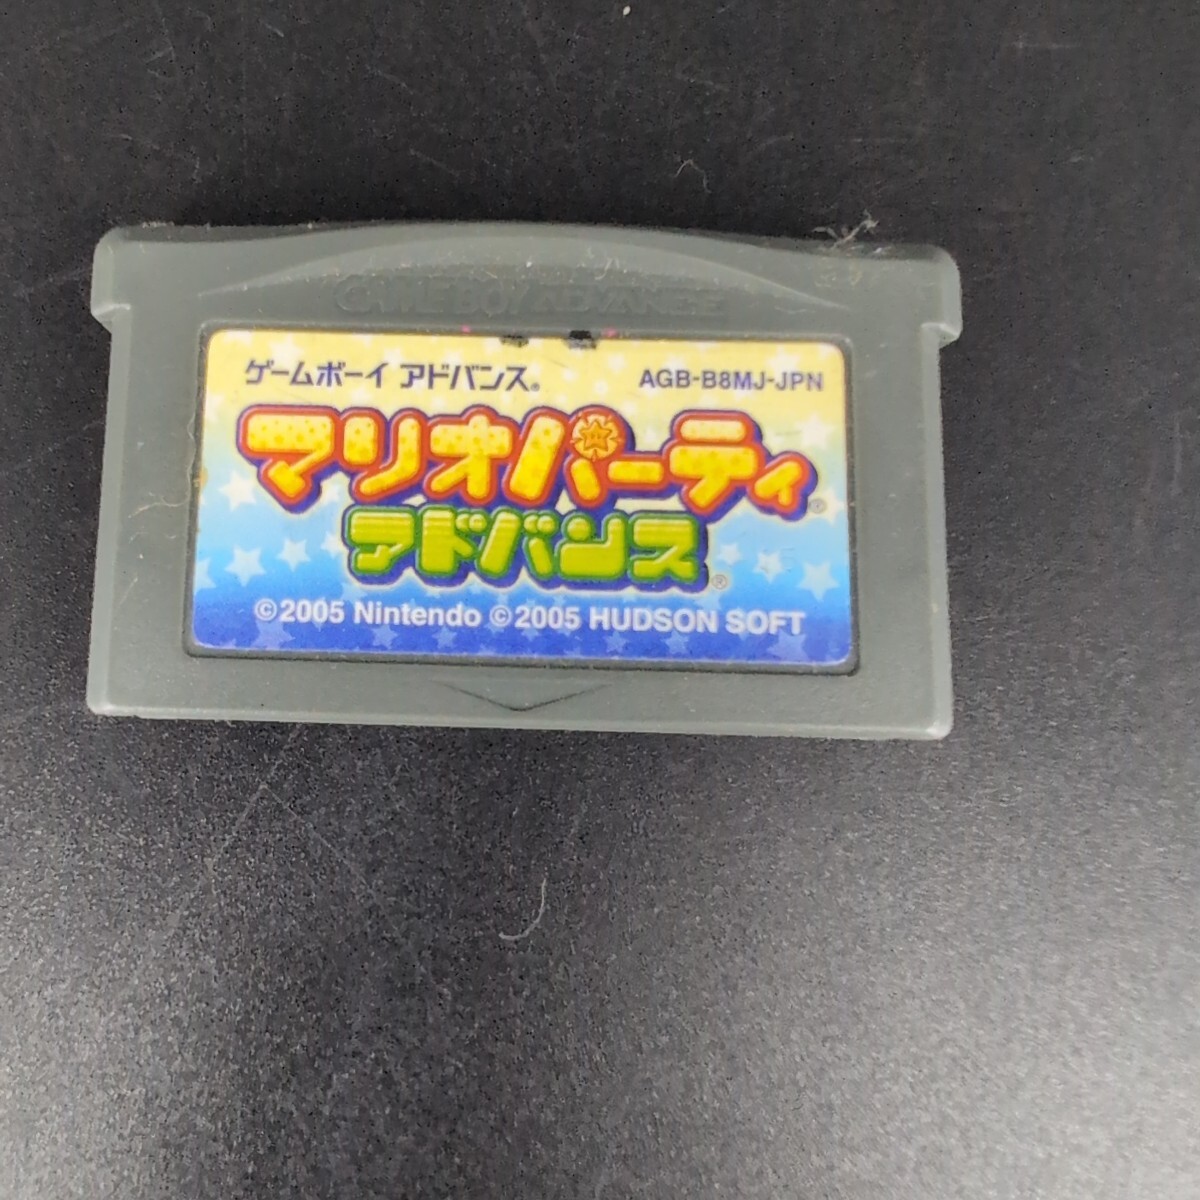 GAME BOY ADVANCE
ゲームボーイ アドバンス® AGB-B8MJ-JPN
マリオパーティ®
アドバンス®
©2005 Nintendo ©2005 HUDSON SOFT